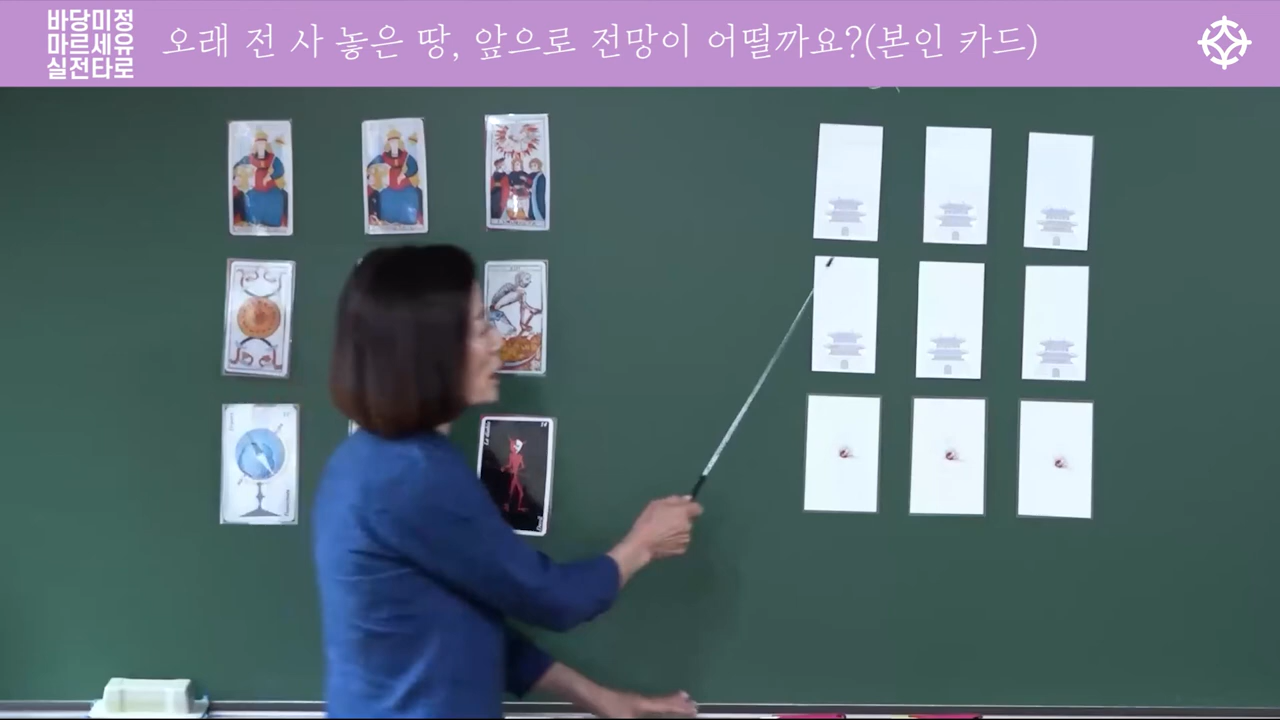 바당미정
마르세유
실전타로
오래 전 사 놓은 땅, 앞으로 전망이 어떨까요?(본인 카드)